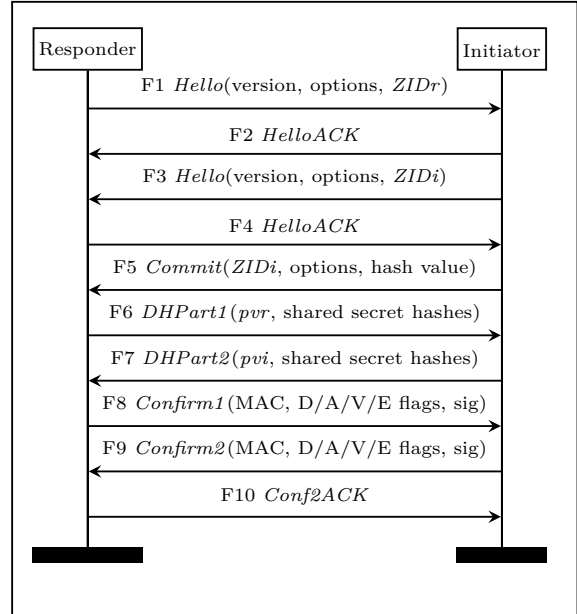 Responder
Initiator
F1 Hello(version, options, ZIDr)
F2 HelloACK
F3 Hello(version, options, ZIDi)
F4 HelloACK
F5 Commit(ZIDi, options, hash value)
F6 DHPart1(pvr, shared secret hashes)
F7 DHPart2(pvi, shared secret hashes)
F8 Confirm1(MAC, D/A/V/E flags, sig)
F9 Confirm2(MAC, D/A/V/E flags, sig)
F10 Conf2ACK